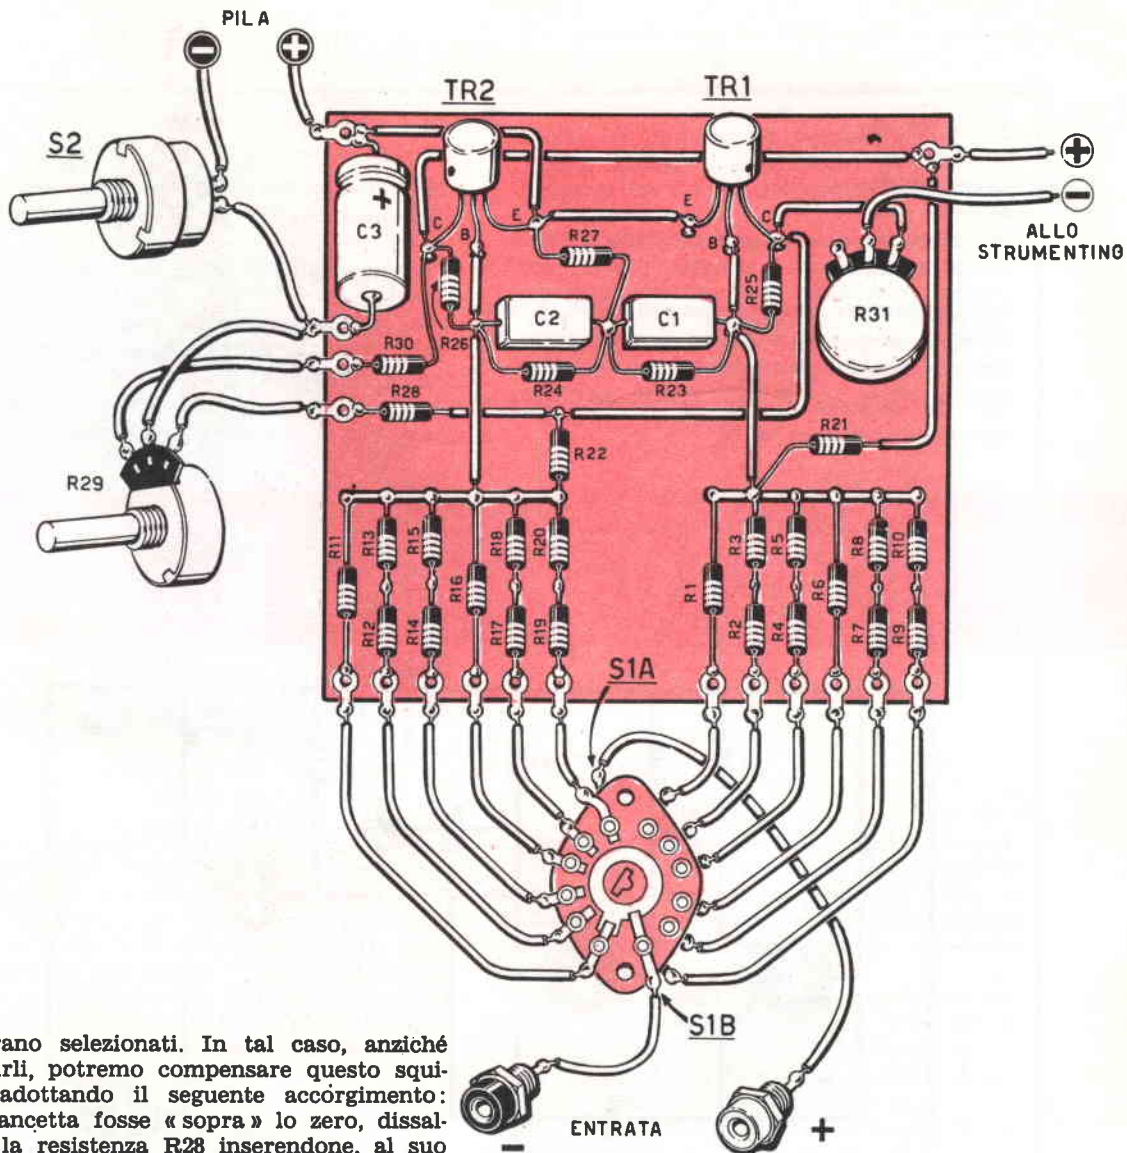 PILA
− +
S2
TR2
TR1
+
−
ALLO
STRUMENTINO
+
C3
C
B
E
E
B
C
R27
R25
R31
C2
C1
R26
R30
R24
R23
R28
R21
R22
R29
R11
R13
R15
R16
R18
R20
R1
R3
R5
R6
R8
R10
R12
R14
R17
R19
R2
R4
R7
R9
S1A
β
S1B
− ENTRATA +
ano selezionati. In tal caso, anziché
rli, potremo compensare questo squi-
adottando il seguente accorgimento:
ancetta fosse « sopra » lo zero, dissal-
la resistenza R28 inserendone, al suo